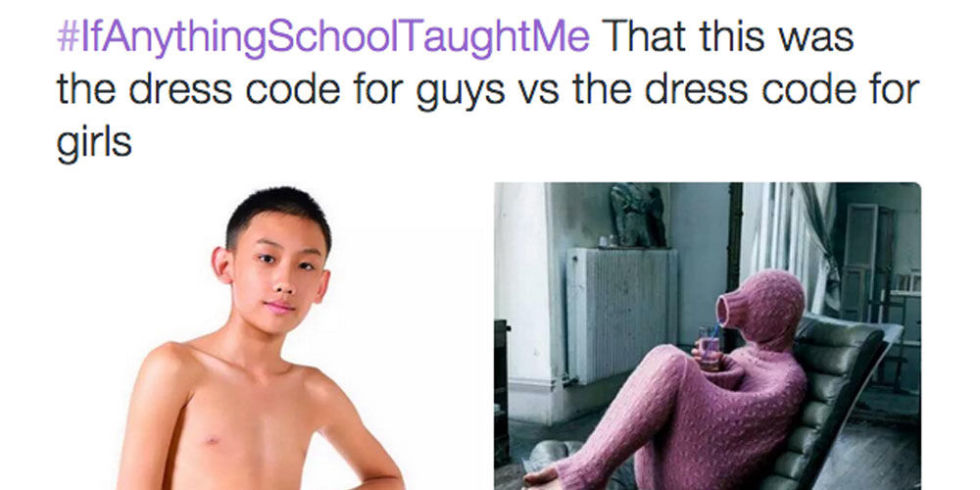 #IfAnythingSchoolTaughtMe That this was
the dress code for guys vs the dress code for
girls